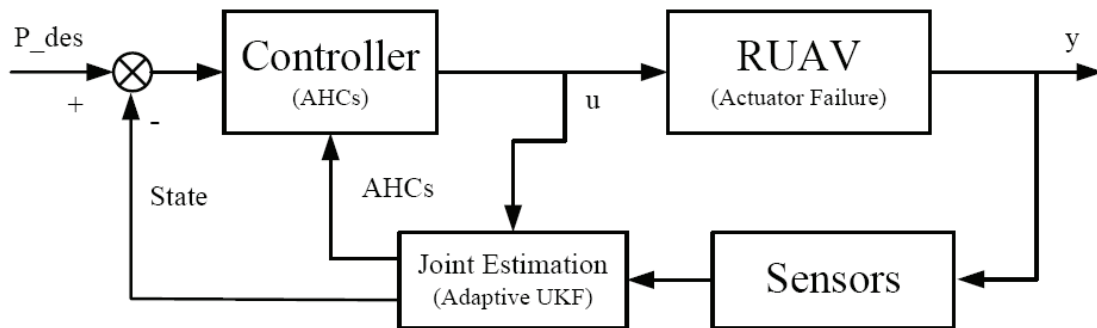 P_des
+
-
Controller
(AHCs)
u
RUAV
(Actuator Failure)
y
State
AHCs
Joint Estimation
(Adaptive UKF)
Sensors